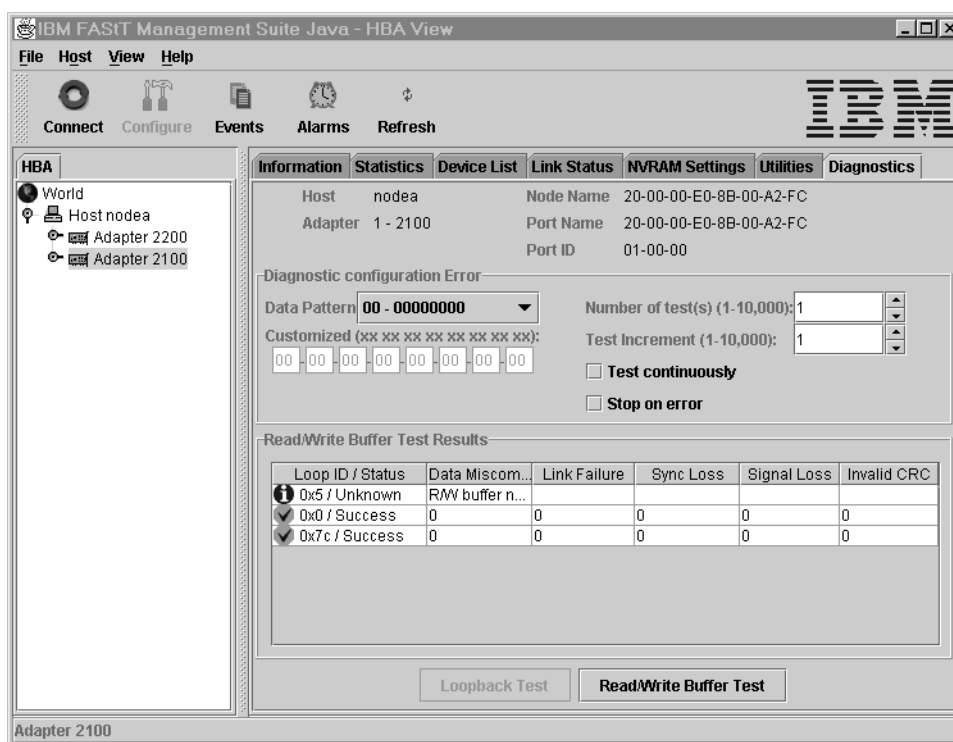 IBM FAStT Management Suite Java - HBA View
File Host View Help
Connect Configure Events Alarms Refresh
IBM
HBA
World
Host nodea
Adapter 2200
Adapter 2100
Information Statistics Device List Link Status NVRAM Settings Utilities Diagnostics
Host nodea Node Name 20-00-00-E0-8B-00-A2-FC
Adapter 1 - 2100 Port Name 20-00-00-E0-8B-00-A2-FC
Port ID 01-00-00
Diagnostic configuration Error
Data Pattern 00 - 00000000 Number of test(s) (1-10,000): 1
Customized (xx xx xx xx xx xx xx xx): Test Increment (1-10,000): 1
00 - 00 - 00 - 00 - 00 - 00 - 00 - 00
Test continuously
Stop on error
Read/Write Buffer Test Results
Loop ID / Status Data Miscom... Link Failure Sync Loss Signal Loss Invalid CRC
0x5 / Unknown R/W buffer n...
0x0 / Success 0 0 0 0 0
0x7c / Success 0 0 0 0 0
Loopback Test Read/Write Buffer Test
Adapter 2100